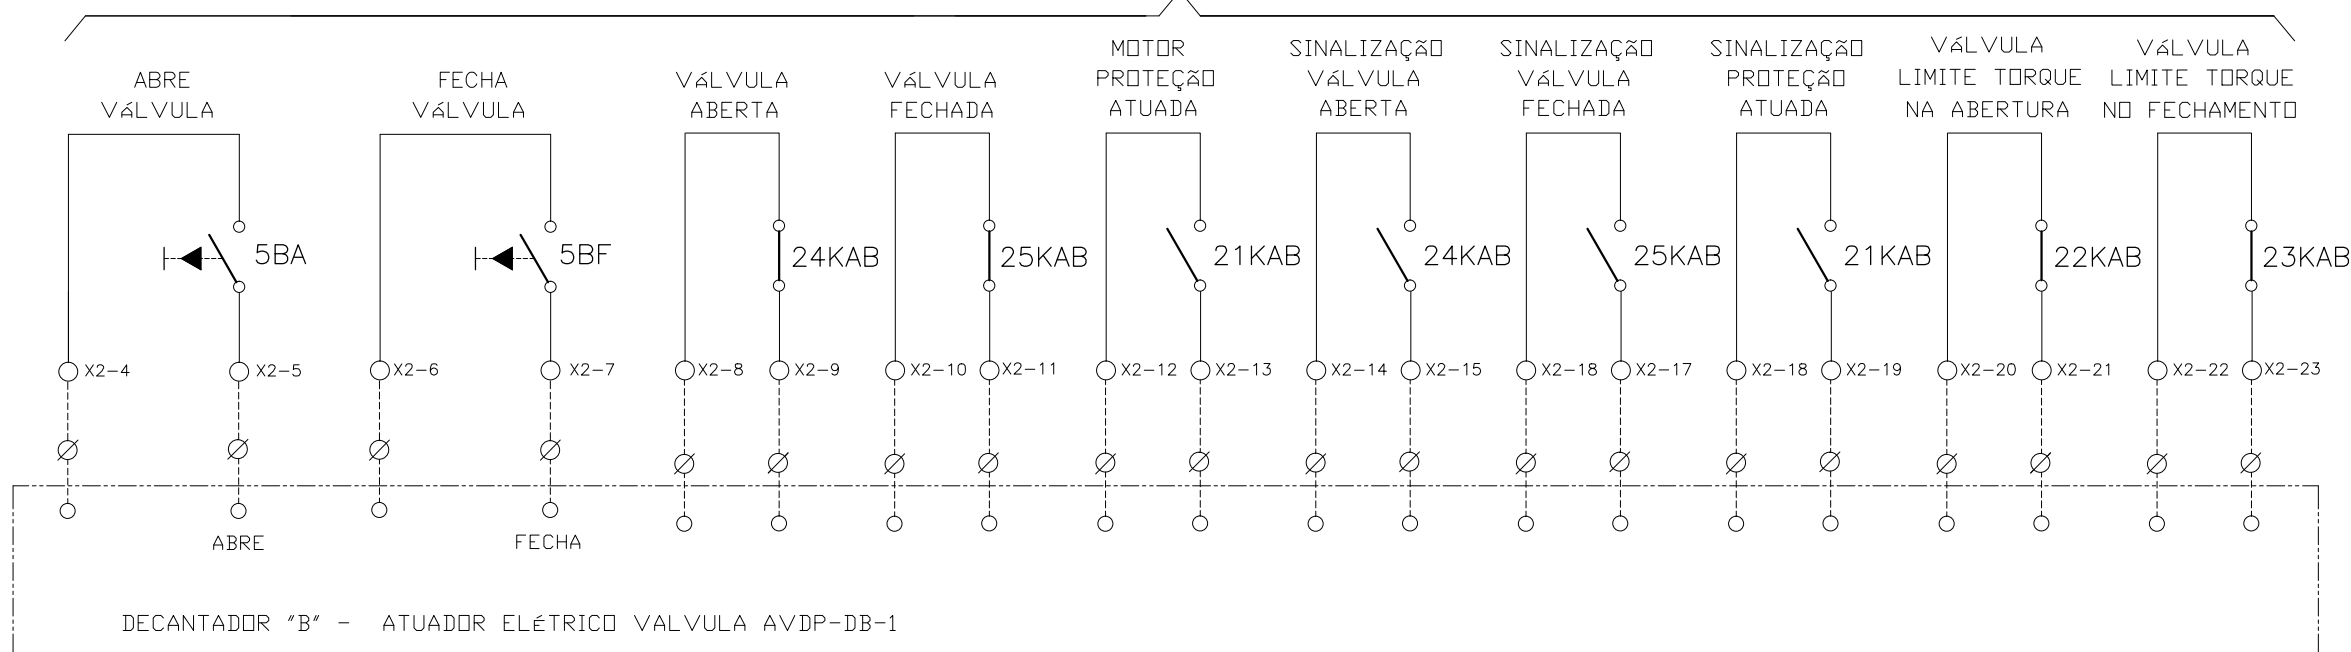 ABRE
VáLVULA
FECHA
VáLVULA
VáLVULA
ABERTA
VáLVULA
FECHADA
MOTOR
PROTEÇãO
ATUADA
SINALIZAÇãO
VáLVULA
ABERTA
SINALIZAÇãO
VáLVULA
FECHADA
SINALIZAÇãO
PROTEÇãO
ATUADA
VáLVULA
LIMITE TORQUE
NA ABERTURA
VáLVULA
LIMITE TORQUE
NO FECHAMENTO
5BA
5BF
24KAB
25KAB
21KAB
24KAB
25KAB
21KAB
22KAB
23KAB
X2-4
X2-5
X2-6
X2-7
X2-8
X2-9
X2-10
X2-11
X2-12
X2-13
X2-14
X2-15
X2-18
X2-17
X2-18
X2-19
X2-20
X2-21
X2-22
X2-23
ABRE
FECHA
DECANTADOR "B" - ATUADOR ELéTRICO VALVULA AVDP-DB-1